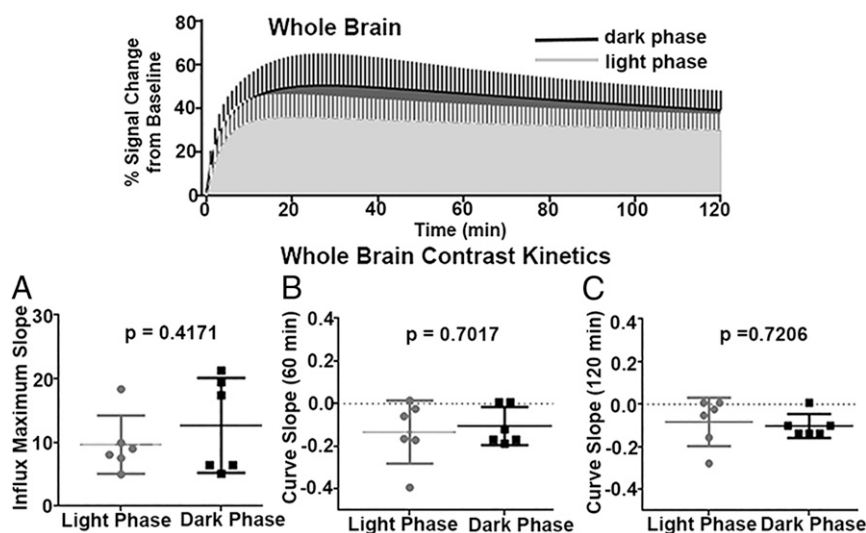 Whole Brain
dark phase
light phase
% Signal Change
from Baseline
80
60
40
20
0
0 20 40 60 80 100 120
Time (min)
Whole Brain Contrast Kinetics
A
Influx Maximum Slope
30
20
10
0
p = 0.4171
Light Phase Dark Phase
B
Curve Slope (60 min)
0.4
0.2
0.0
-0.2
-0.4
p = 0.7017
Light Phase Dark Phase
C
Curve Slope (120 min)
0.4
0.2
0.0
-0.2
-0.4
p =0.7206
Light Phase Dark Phase